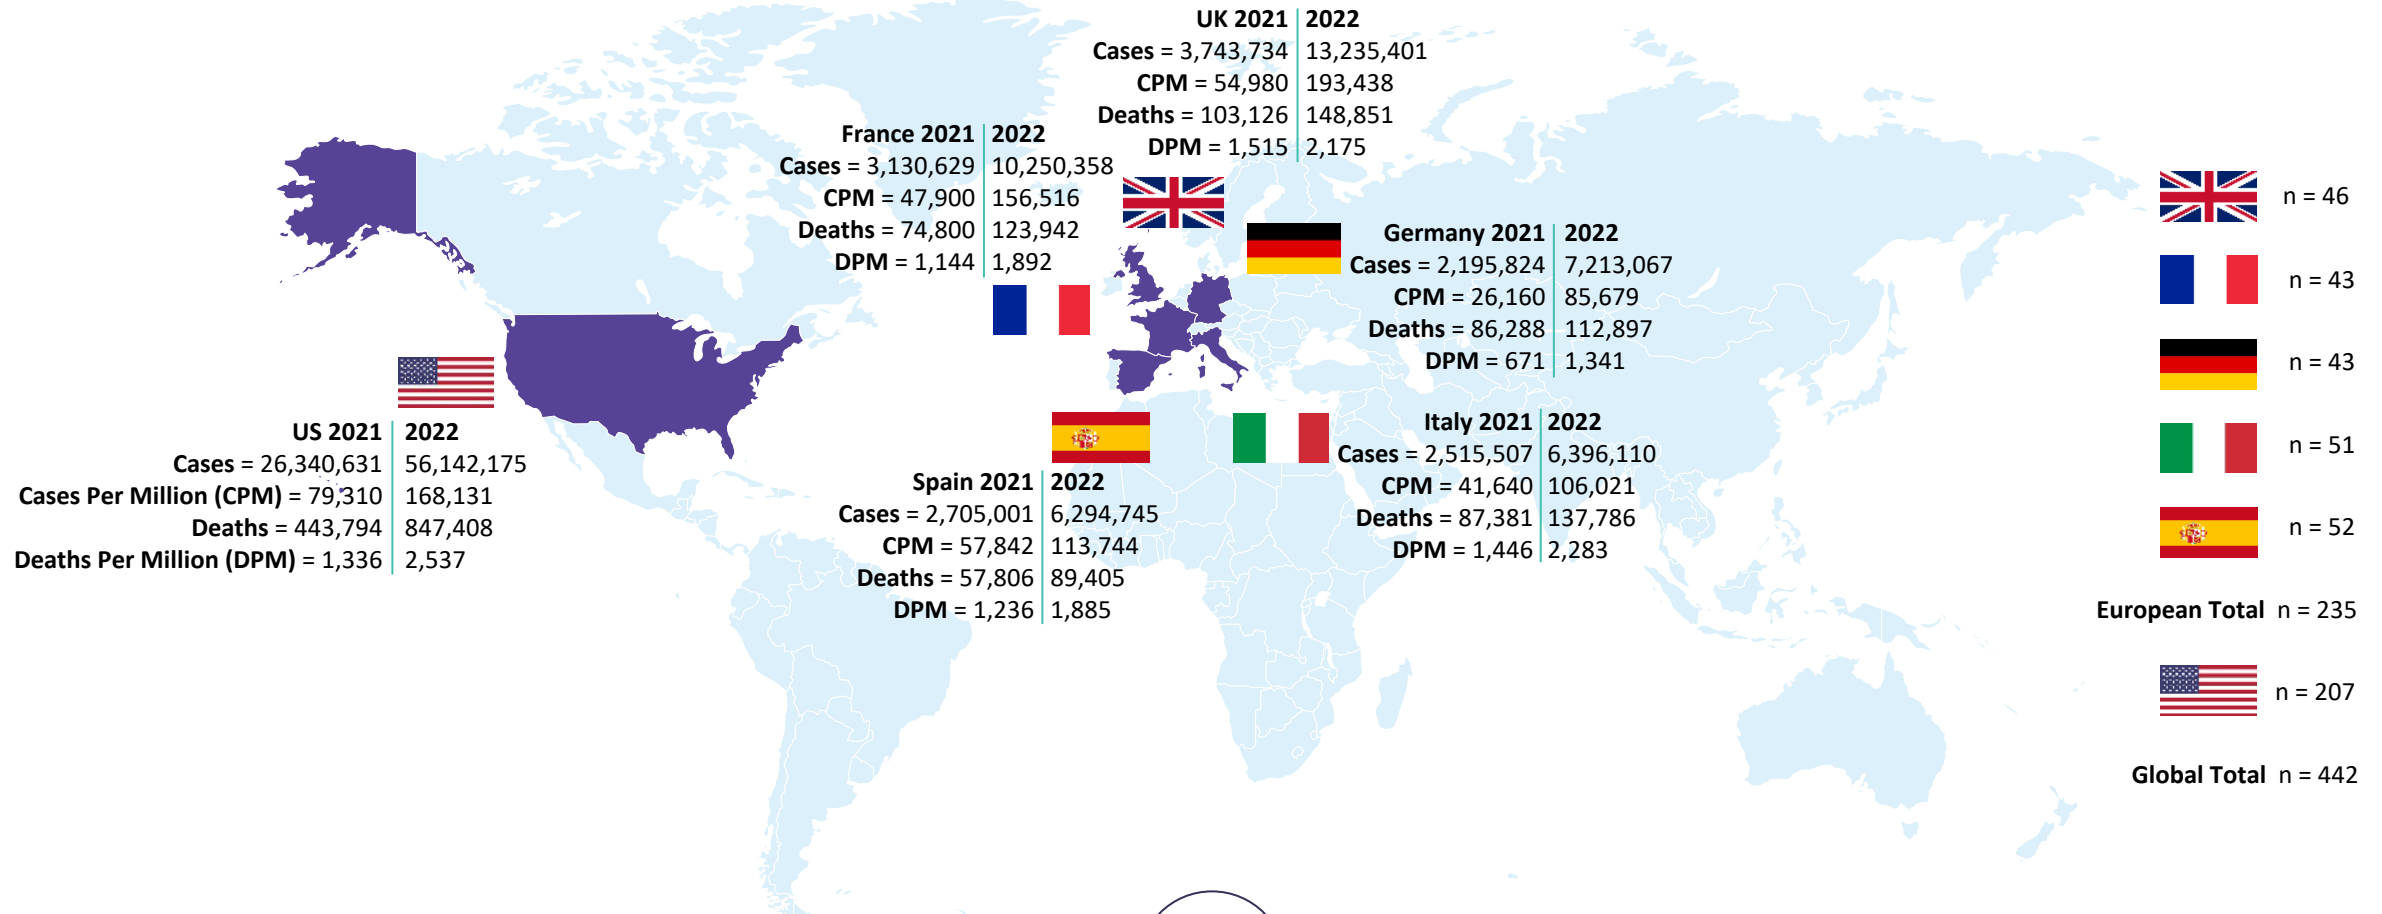 UK 2021 2022
Cases = 3,743,734 13,235,401
CPM = 54,980 193,438
Deaths = 103,126 148,851
DPM = 1,515 2,175
France 2021 2022
Cases = 3,130,629 10,250,358
CPM = 47,900 156,516
Deaths = 74,800 123,942
DPM = 1,144 1,892
Germany 2021 2022
Cases = 2,195,824 7,213,067
CPM = 26,160 85,679
Deaths = 86,288 112,897
DPM = 671 1,341
US 2021 2022
Cases = 26,340,631 56,142,175
Cases Per Million (CPM) = 79,310 168,131
Deaths = 443,794 847,408
Deaths Per Million (DPM) = 1,336 2,537
Spain 2021 2022
Cases = 2,705,001 6,294,745
CPM = 57,842 113,744
Deaths = 57,806 89,405
DPM = 1,236 1,885
Italy 2021 2022
Cases = 2,515,507 6,396,110
CPM = 41,640 106,021
Deaths = 87,381 137,786
DPM = 1,446 2,283
n = 46
n = 43
n = 43
n = 51
n = 52
European Total n = 235
n = 207
Global Total n = 442